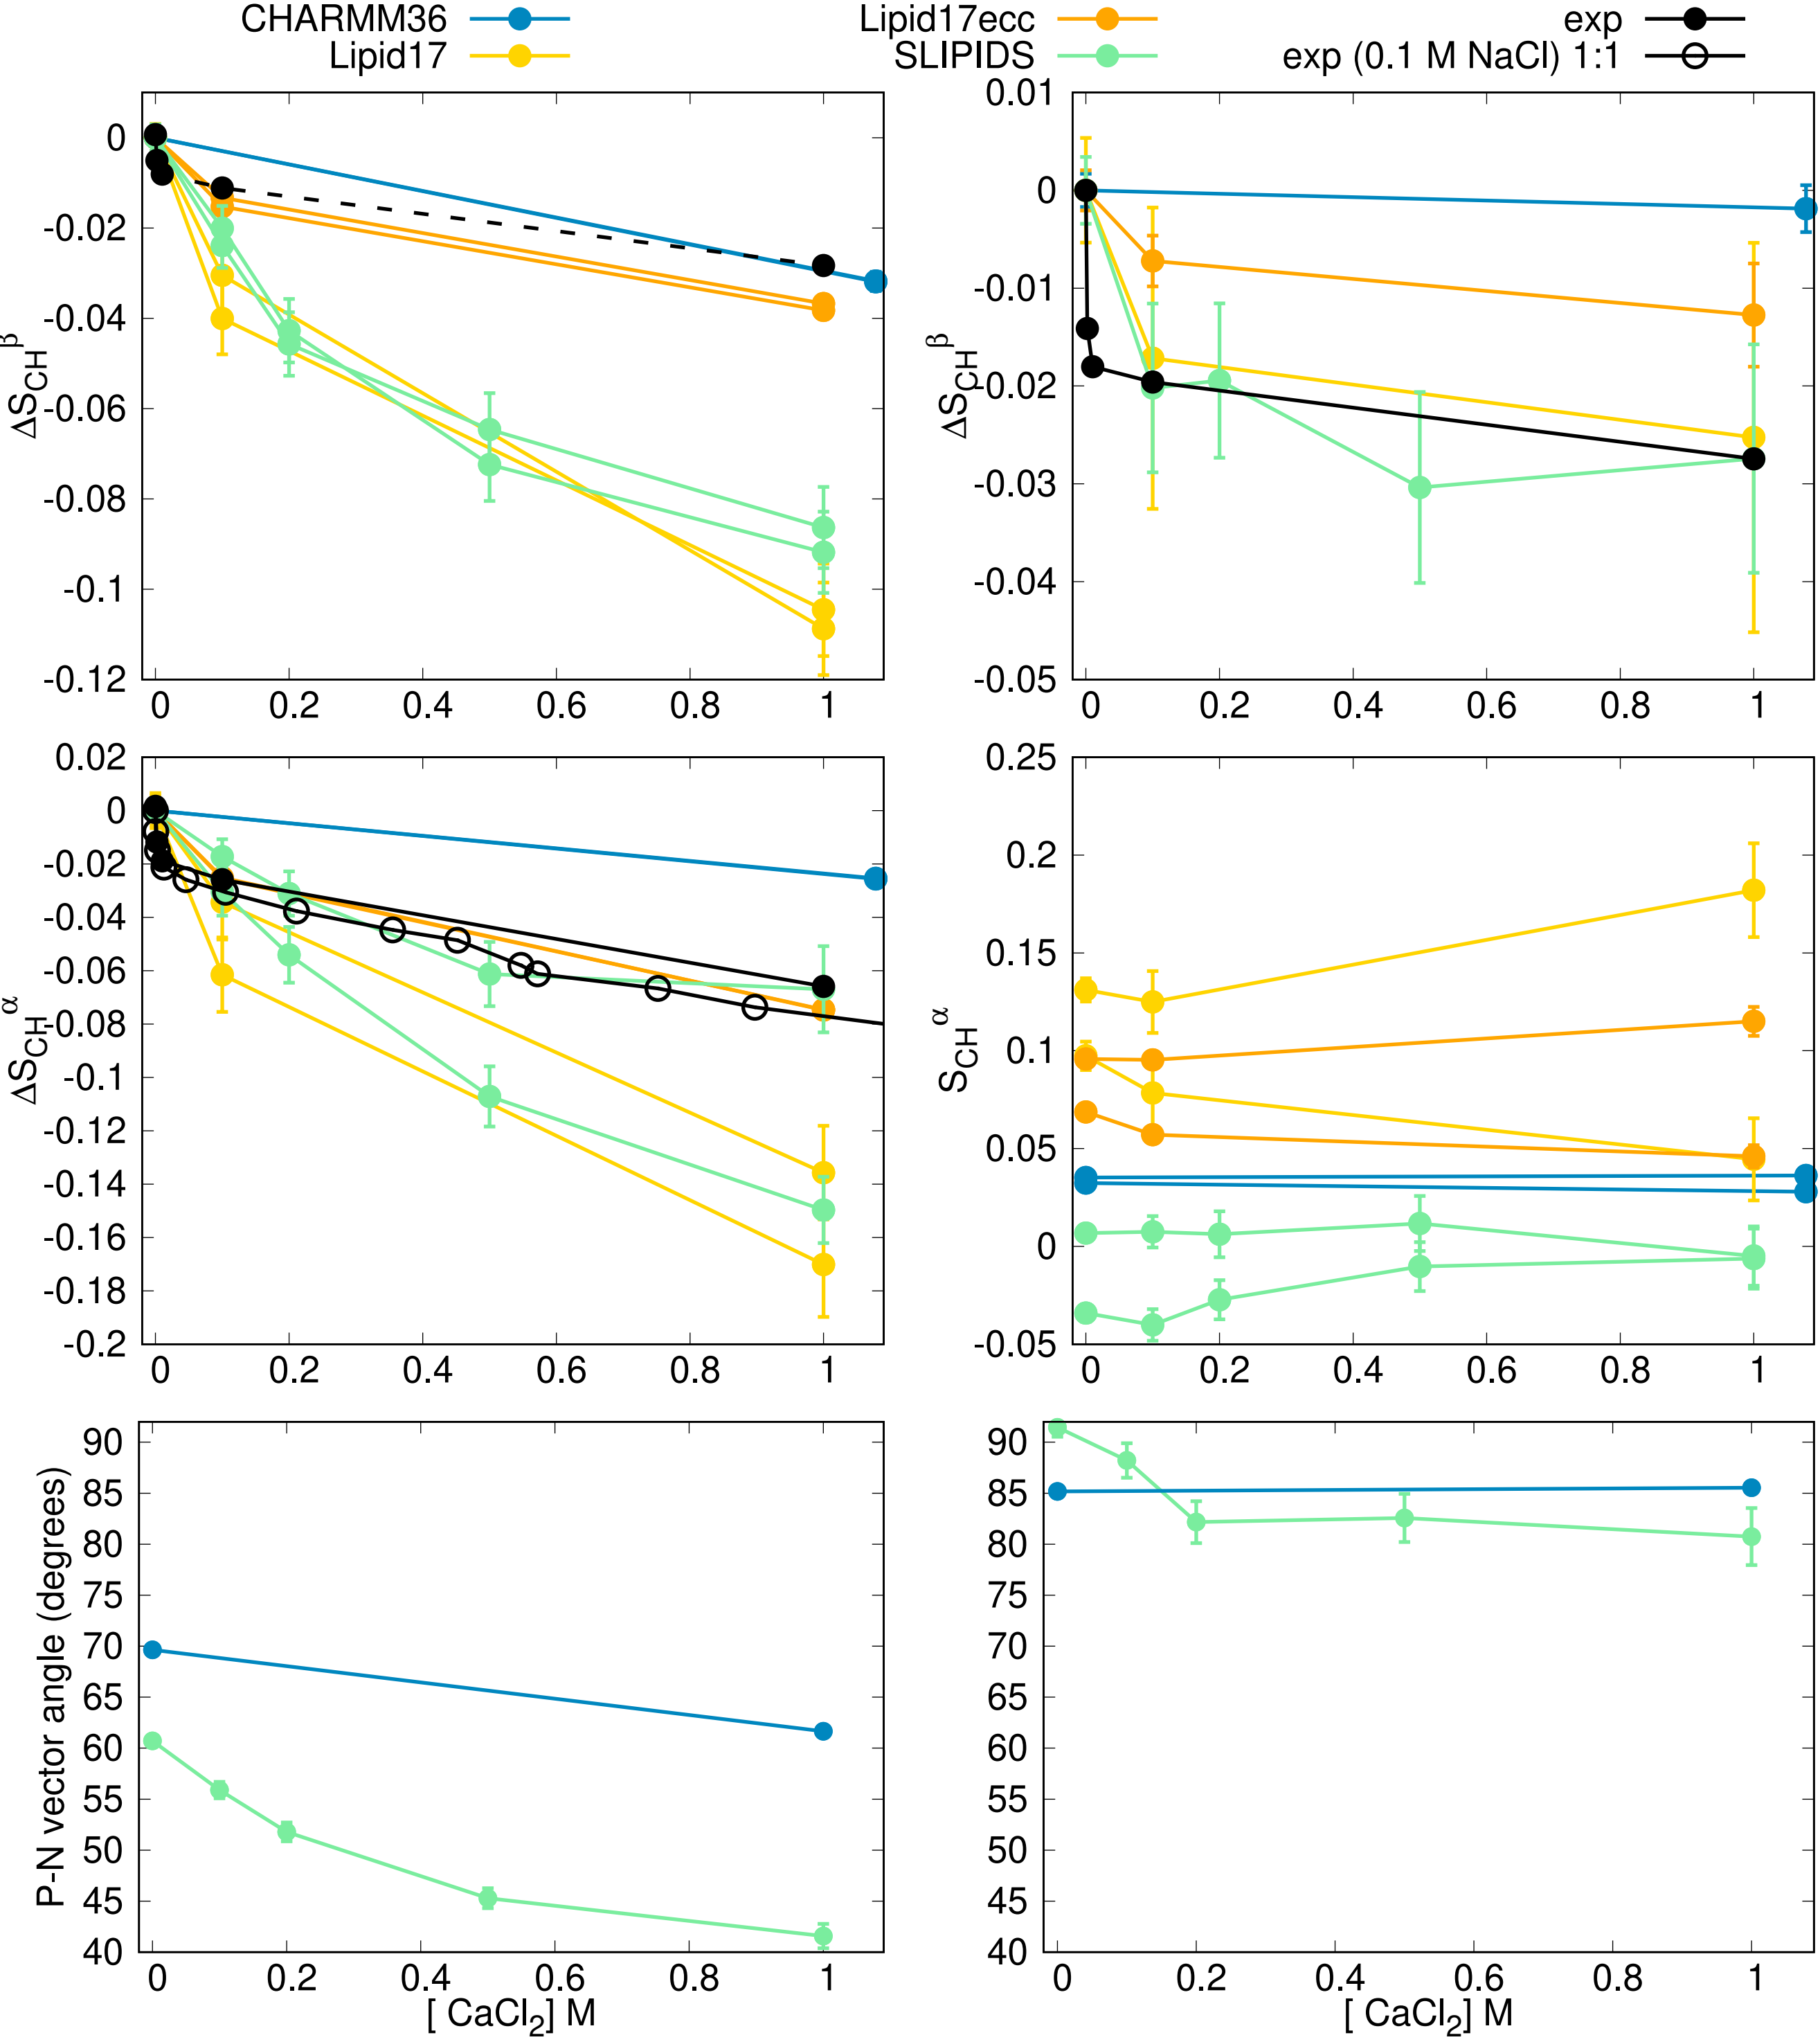 CHARMM36
Lipid17
Lipid17ecc
SLIPIDS
exp
exp (0.1 M NaCl) 1:1
ΔS_CH^β
0
-0.02
-0.04
-0.06
-0.08
-0.1
-0.12
0 0.2 0.4 0.6 0.8 1
ΔS_CH^β
0.01
0
-0.01
-0.02
-0.03
-0.04
-0.05
0 0.2 0.4 0.6 0.8 1
ΔS_CH^α
0.02
0
-0.02
-0.04
-0.06
-0.08
-0.1
-0.12
-0.14
-0.16
-0.18
-0.2
0 0.2 0.4 0.6 0.8 1
S_CH^α
0.25
0.2
0.15
0.1
0.05
0
-0.05
0 0.2 0.4 0.6 0.8 1
P-N vector angle (degrees)
90
85
80
75
70
65
60
55
50
45
40
0 0.2 0.4 0.6 0.8 1
[ CaCl₂] M
90
85
80
75
70
65
60
55
50
45
40
0 0.2 0.4 0.6 0.8 1
[ CaCl₂] M